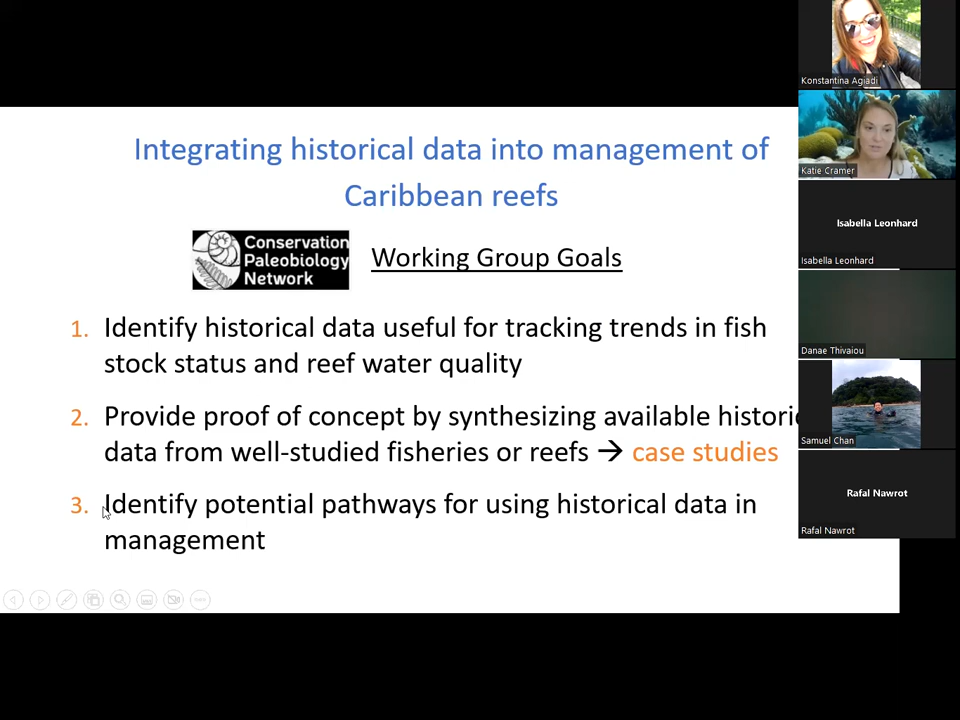 Integrating historical data into management of
Caribbean reefs
Conservation
Paleobiology
Network
Working Group Goals
1. Identify historical data useful for tracking trends in fish
stock status and reef water quality
2. Provide proof of concept by synthesizing available historic
data from well-studied fisheries or reefs → case studies
3. Identify potential pathways for using historical data in
management
Konstantina Agiadi
Katie Cramer
Isabella Leonhard
Isabella Leonhard
Danae Thivaiou
Samuel Chan
Rafal Nawrot
Rafal Nawrot